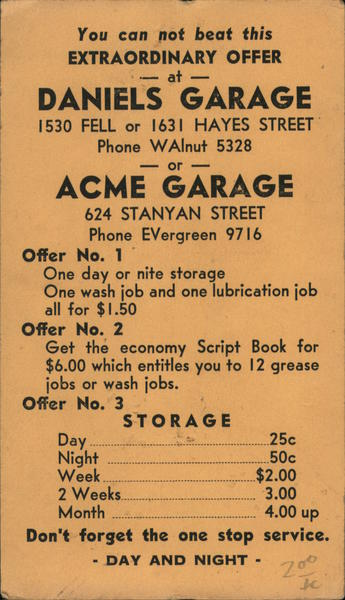 You can not beat this
EXTRAORDINARY OFFER
— at —
DANIELS GARAGE
1530 FELL or 1631 HAYES STREET
Phone WAlnut 5328
— or —
ACME GARAGE
624 STANYAN STREET
Phone EVergreen 9716
Offer No. 1
One day or nite storage
One wash job and one lubrication job
all for $1.50
Offer No. 2
Get the economy Script Book for
$6.00 which entitles you to 12 grease
jobs or wash jobs.
Offer No. 3
STORAGE
Day 25c
Night 50c
Week $2.00
2 Weeks 3.00
Month 4.00 up
Don't forget the one stop service.
- DAY AND NIGHT -
200